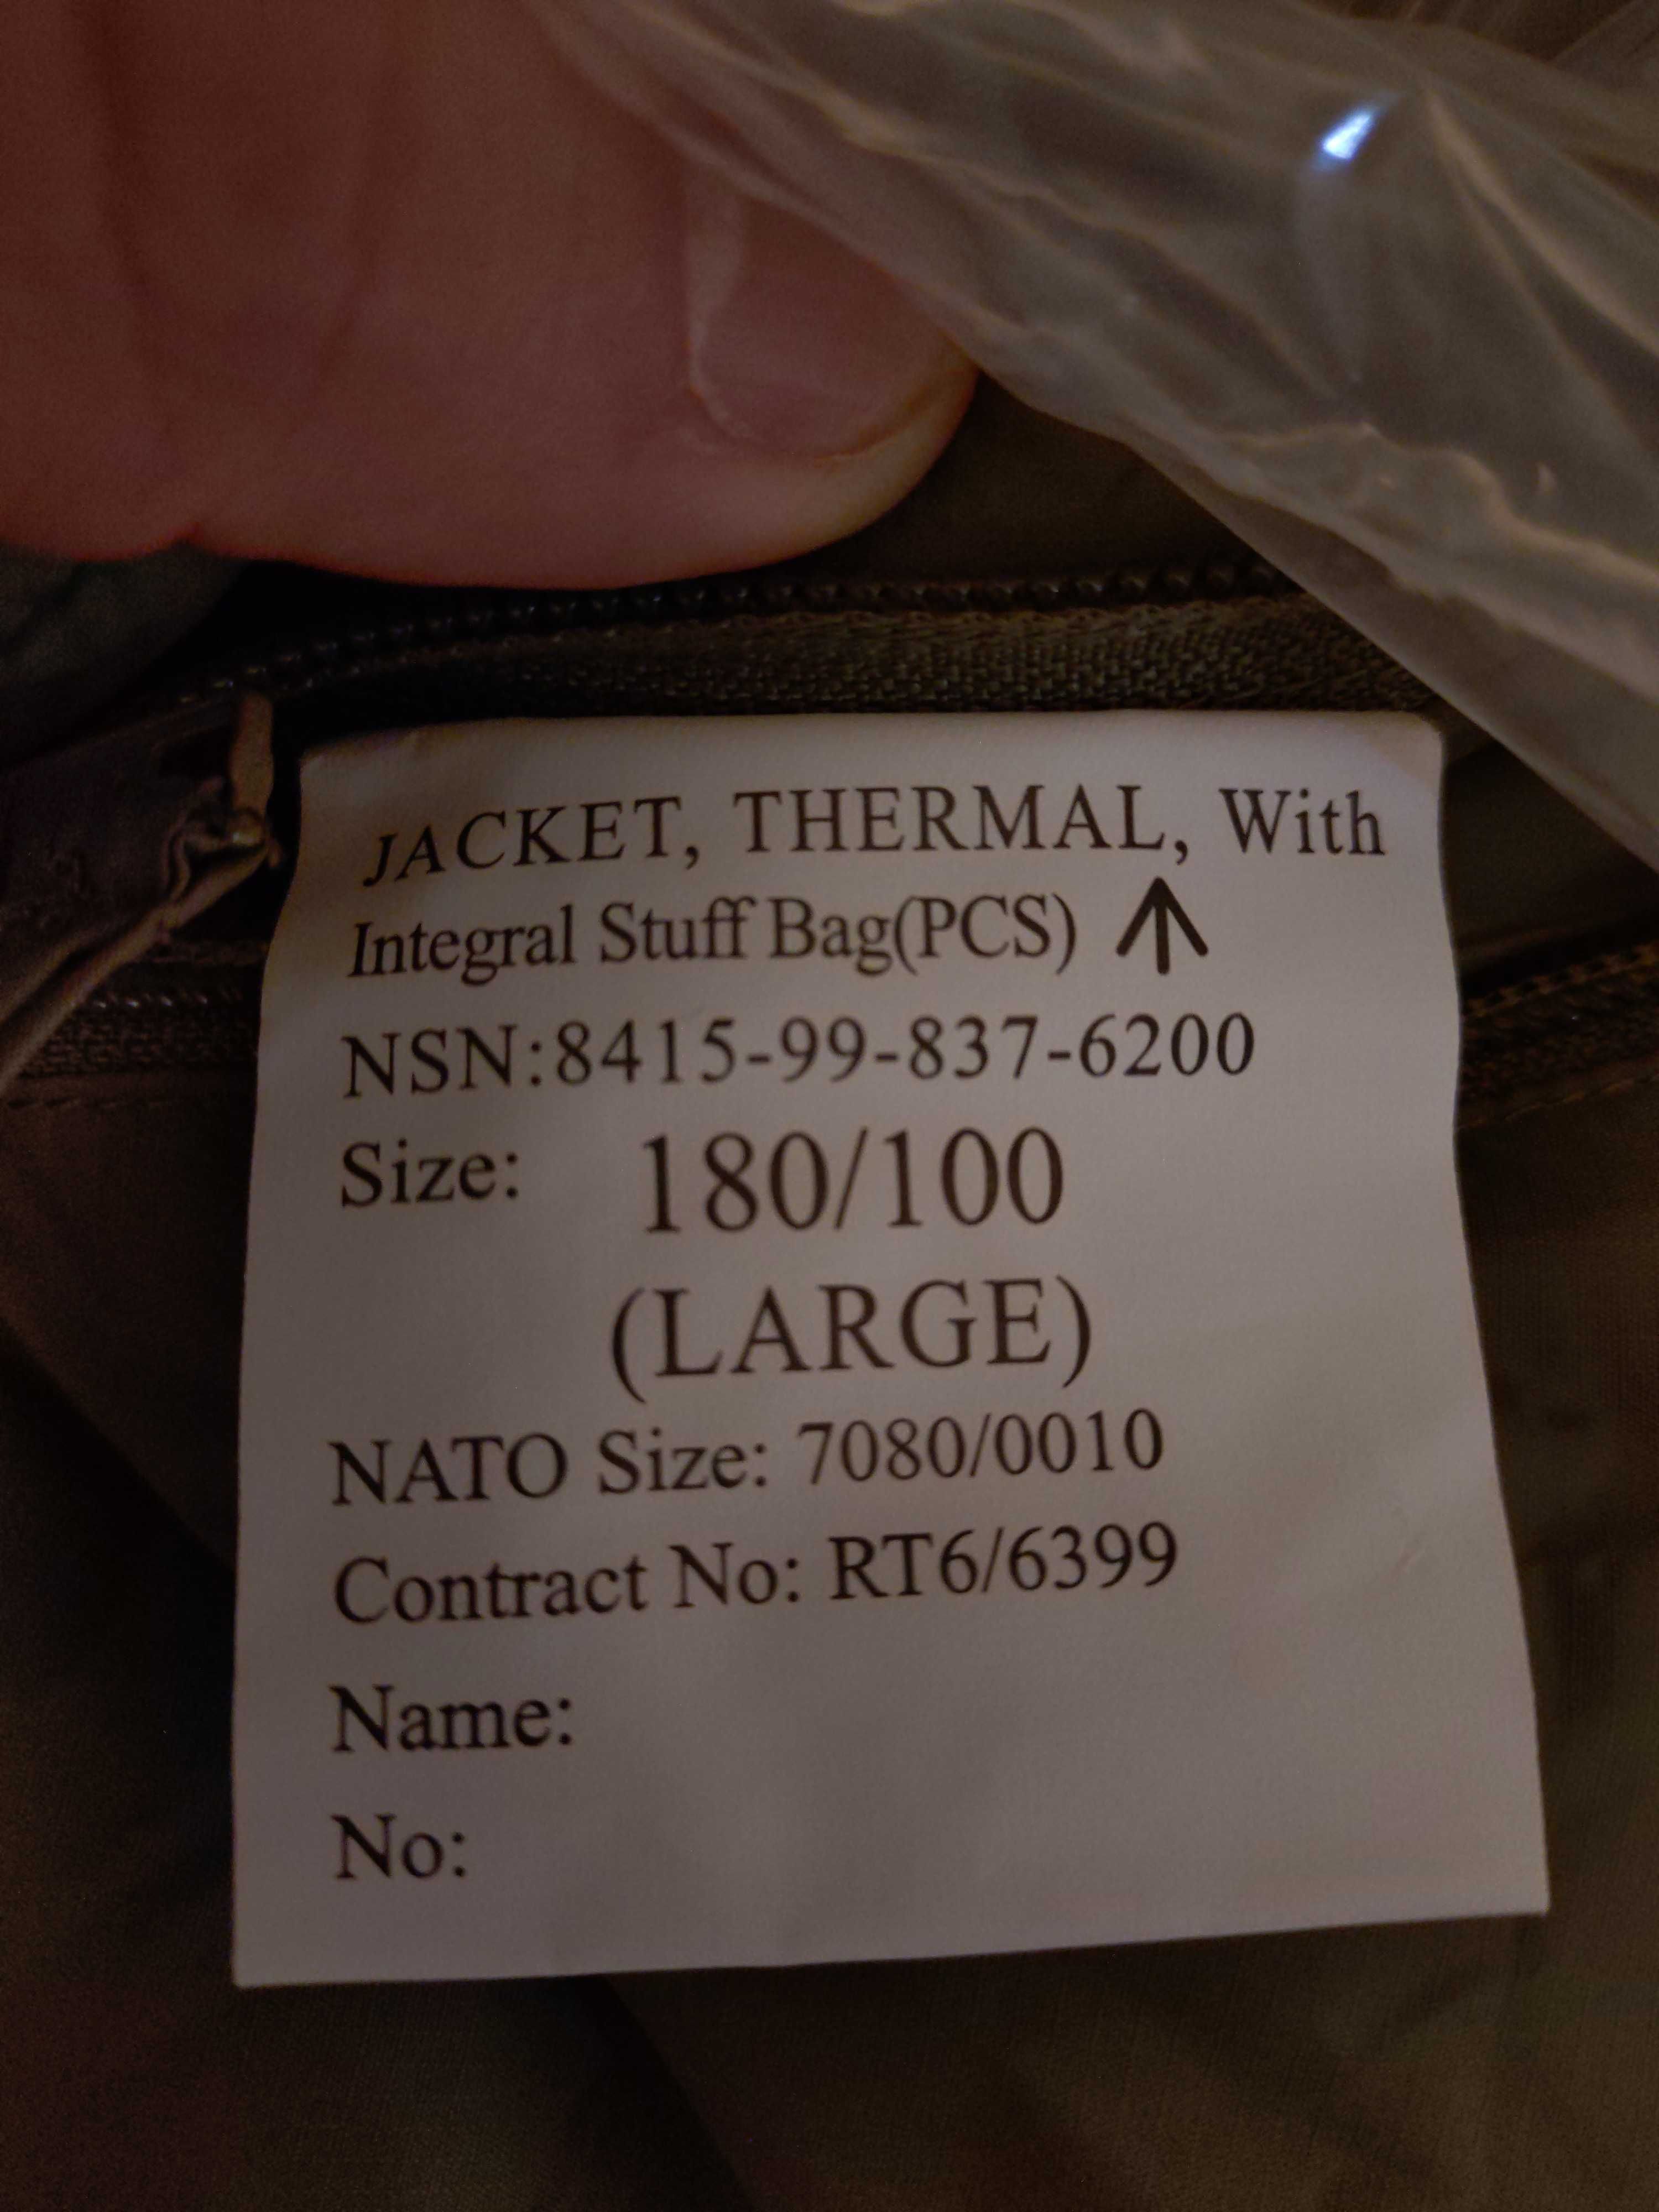 JACKET, THERMAL, With
Integral Stuff Bag(PCS) ↑
NSN:8415-99-837-6200
Size: 180/100
(LARGE)
NATO Size: 7080/0010
Contract No: RT6/6399
Name:
No: